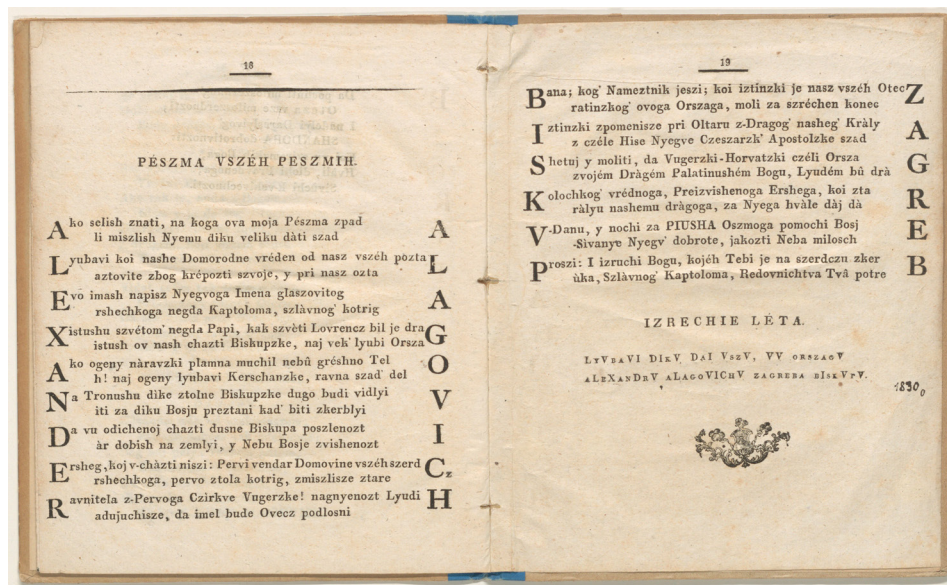 18
PÉSZMA VSZÉH PESZMIH.
Ako selish znati, na koga ova moja Pészma zpad A
li miszlish Nyemu diku veliku dàti szad
Lyubavi koi nashe Domorodne vréden od nasz vszéh pozta L
aztovite zbog krépozti szvoje, y pri nasz ozta
Evo imash napisz Nyegvoga Imena glaszovitog A
rshechkoga negda Kaptoloma, szlàvnog' kotrig
Xistushu szvétom' negda Papi, kak szvèti Lovrencz bil je dra G
istush ov nash chazti Biskupzke, naj vek' lyubi Orsza
Ako ogeny nàravzki plamna muchil nebû gréshno Tel O
h! naj ogeny lyubavi Kerschanzke, ravna szad' del
Na Tronushu dike ztolne Biskupzke dugo budi vidlyi V
iti za diku Bosju preztani kad' biti zkerblyi
Da vu odichenoj chazti dusne Biskupa poszlenozt I
àr dobish na zemlyi, y Nebu Bosje zvishenozt
Ersheg, koj v-chàzti niszi: Pervi vendar Domovine vszéh szerd Cz
rshechkoga, pervo ztola kotrig, zmiszlisze ztare
Ravnitela z-Pervoga Czirkve Vugerzke! nagnyenozt Lyudi H
adujuchisze, da imel bude Ovecz podlosni
19
Bana; kog' Nameztnik jeszi; koi iztinzki je nasz vszéh Otec Z
ratinzkog' ovoga Orszaga, moli za szréchen konec
Iztinzki zpomenisze pri Oltaru z-Dragog' nasheg' Kràly A
z czéle Hise Nyegve Czeszarzk' Apostolzke szad
Shetuj y moliti, da Vugerzki-Horvatzki czéli Orsza G
zvojém Dràgém Palatinushém Bogu, Lyudém bû drà
Kolochkog' vrédnoga, Preizvishenoga Ershega, koi zta R
ràlyu nashemu dràgoga, za Nyega hvàle dàj dà
V-Danu, y nochi za PIUSHA Oszmoga pomochi Bosj E
-Sivanye Nyegv' dobrote, jakozti Neba milosch
Proszi: I izruchi Bogu, kojéh Tebi je na szerdczu zker B
ùka, Szlàvnog' Kaptoloma, Redovnichtva Tvâ potre
IZRECHIE LÉTA.
LyVbaVI DIkV DaI VszV, VV orszagV
aLeXanDrV aLagoVIChV zagreba bIskVpV.
1830